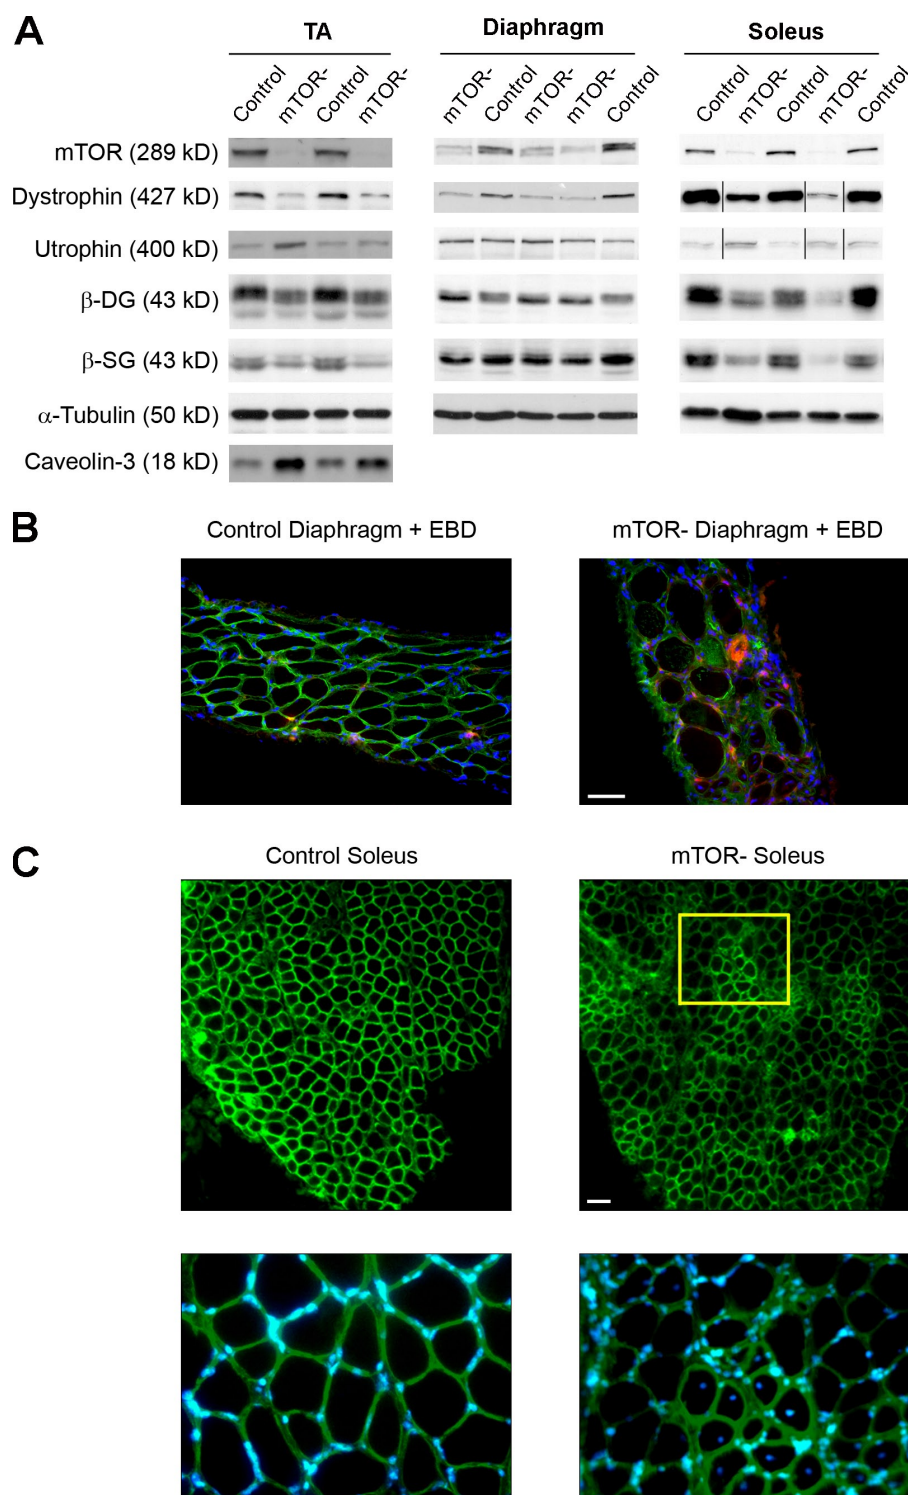 A
TA
Diaphragm
Soleus
Control mTOR- Control mTOR-
mTOR- Control mTOR- mTOR- Control
Control mTOR- Control mTOR- Control
mTOR (289 kD)
Dystrophin (427 kD)
Utrophin (400 kD)
β-DG (43 kD)
β-SG (43 kD)
α-Tubulin (50 kD)
Caveolin-3 (18 kD)
B
Control Diaphragm + EBD
mTOR- Diaphragm + EBD
C
Control Soleus
mTOR- Soleus